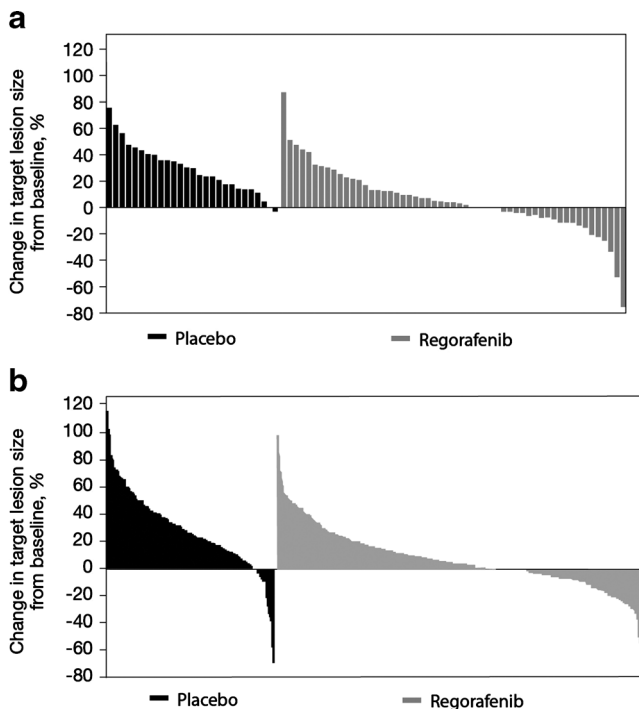 a
Change in target lesion size
from baseline, %
120
100
80
60
40
20
0
-20
-40
-60
-80
Placebo
Regorafenib
b
Change in target lesion size
from baseline, %
120
100
80
60
40
20
0
-20
-40
-60
-80
Placebo
Regorafenib